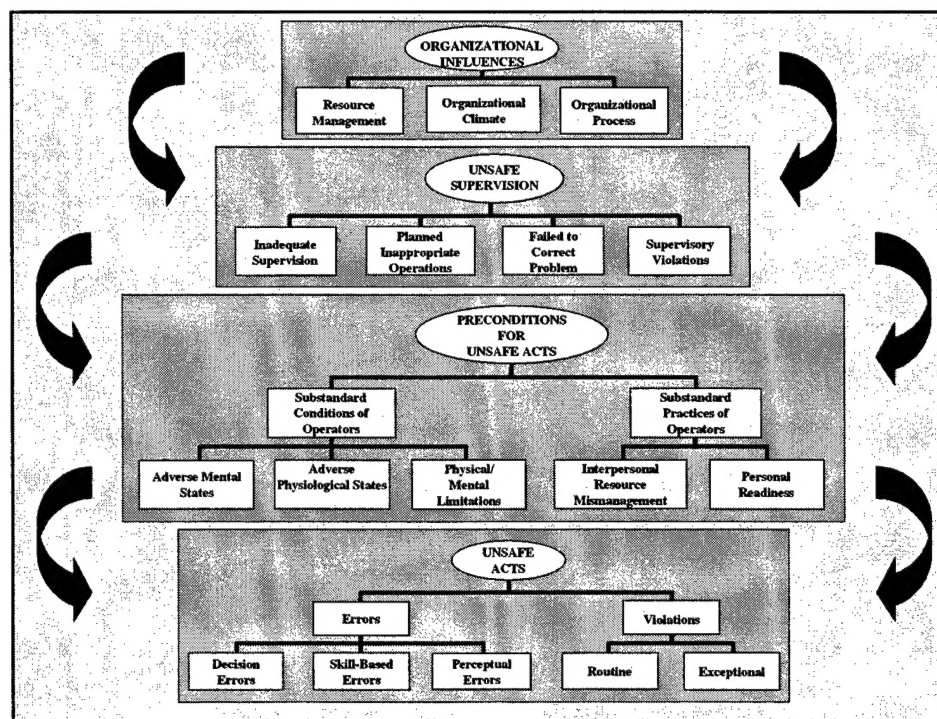 ORGANIZATIONAL
INFLUENCES
Resource
Management
Organizational
Climate
Organizational
Process
UNSAFE
SUPERVISION
Inadequate
Supervision
Planned
Inappropriate
Operations
Failed to
Correct
Problem
Supervisory
Violations
PRECONDITIONS
FOR
UNSAFE ACTS
Substandard
Conditions of
Operators
Substandard
Practices of
Operators
Adverse Mental
States
Adverse
Physiological States
Physical/
Mental
Limitations
Interpersonal
Resource
Mismanagement
Personal
Readiness
UNSAFE
ACTS
Errors
Violations
Decision
Errors
Skill-Based
Errors
Perceptual
Errors
Routine
Exceptional